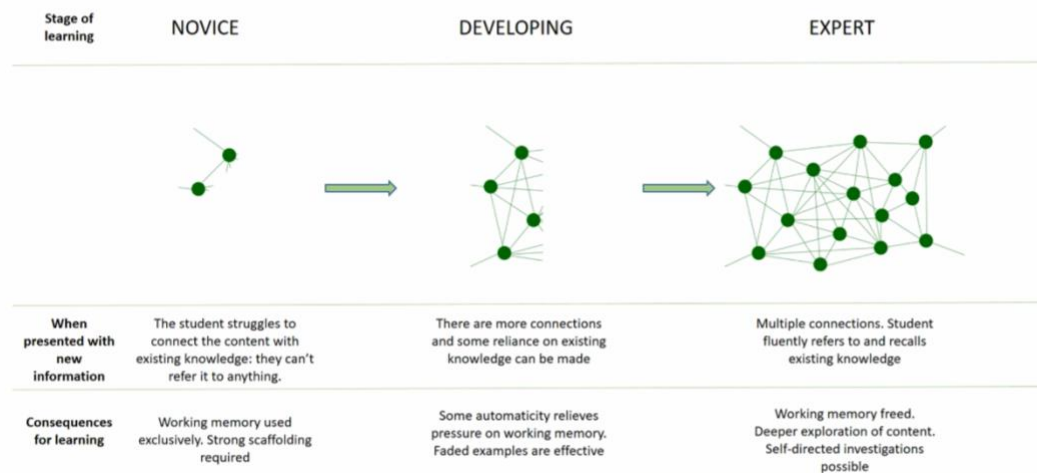 Stage of
learning
NOVICE
DEVELOPING
EXPERT
When
presented with
new
information
The student struggles to
connect the content with
existing knowledge: they can't
refer it to anything.
There are more connections
and some reliance on existing
knowledge can be made
Multiple connections. Student
fluently refers to and recalls
existing knowledge
Consequences
for learning
Working memory used
exclusively. Strong scaffolding
required
Some automaticity relieves
pressure on working memory.
Faded examples are effective
Working memory freed.
Deeper exploration of content.
Self-directed investigations
possible